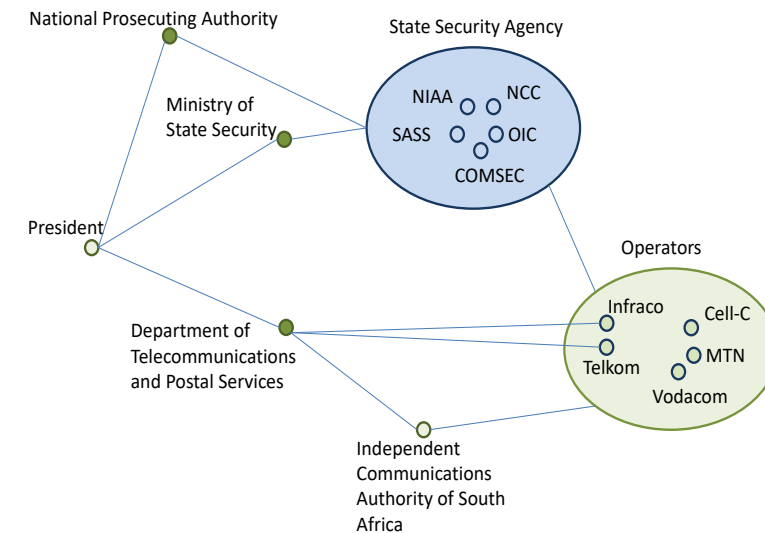 National Prosecuting Authority
State Security Agency
NIAA
NCC
Ministry of
State Security
SASS
OIC
COMSEC
President
Operators
Infraco
Cell-C
Department of
Telecommunications
and Postal Services
MTN
Telkom
Vodacom
Independent
Communications
Authority of South
Africa